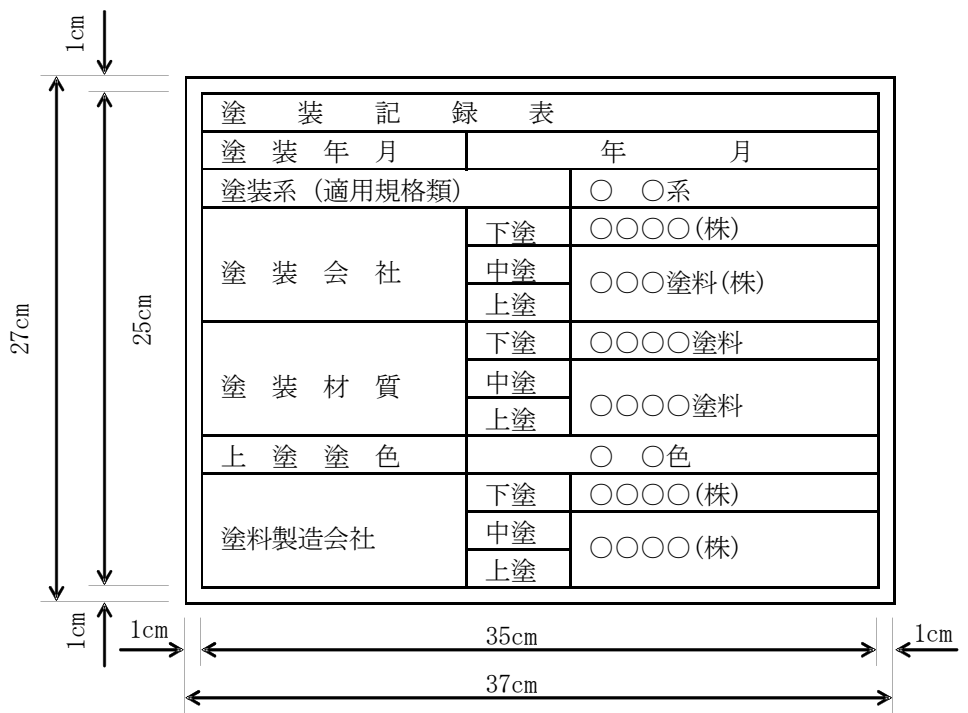 1cm
塗 装 記 録 表
塗 装 年 月 年 月
塗装系（適用規格類） ○ ○系
下塗 ○○○○(株)
塗 装 会 社 中塗 ○○○塗料(株)
上塗
27cm
25cm
下塗 ○○○○塗料
塗 装 材 質 中塗 ○○○○塗料
上塗
上 塗 塗 色 ○ ○色
下塗 ○○○○(株)
塗料製造会社 中塗 ○○○○(株)
上塗
1cm
1cm 35cm 1cm
37cm